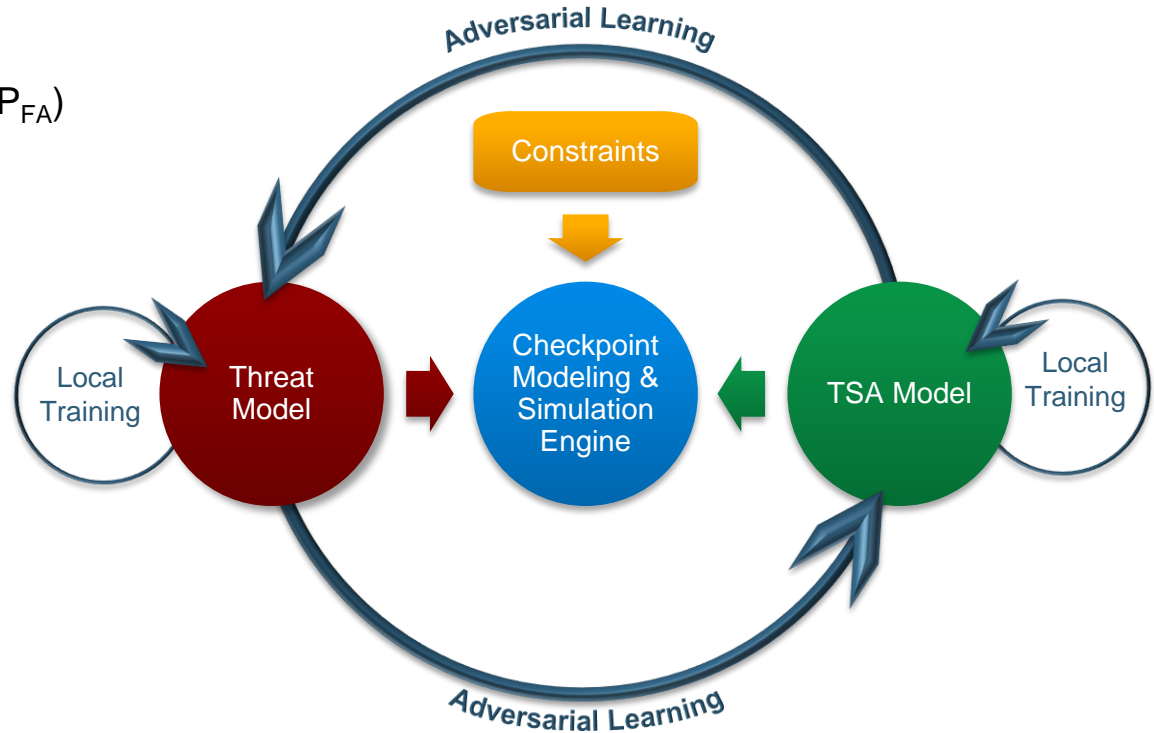 Adversarial Learning
P_FA)
Constraints
Local
Training
Threat
Model
Checkpoint
Modeling &
Simulation
Engine
TSA Model
Local
Training
Adversarial Learning